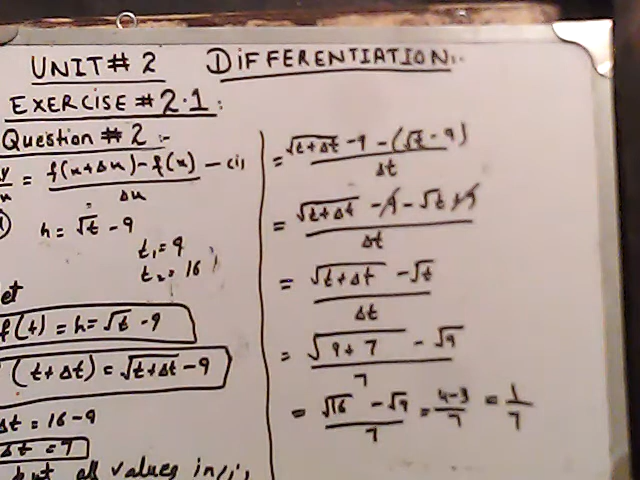 UNIT # 2 DIFFERENTIATION:.
EXERCISE # 2.1:
Question # 2 :-
y/x = f(x+Δx)-f(x)/Δx - (i)
h = √t - 9
t₁ = 9
t₂ = 16
et
f(t) = h = √t - 9
(t+Δt) = √t+Δt - 9
Δt = 16-9
Δt = 7
put all values in (i)
= √t+Δt - 9 - (√t - 9)/Δt
= √t+Δt - 9 - √t + 9/Δt
= √t+Δt - √t/Δt
= √9+7 - √9/7
= √16 - √9/7 = 4-3/7 = 1/7